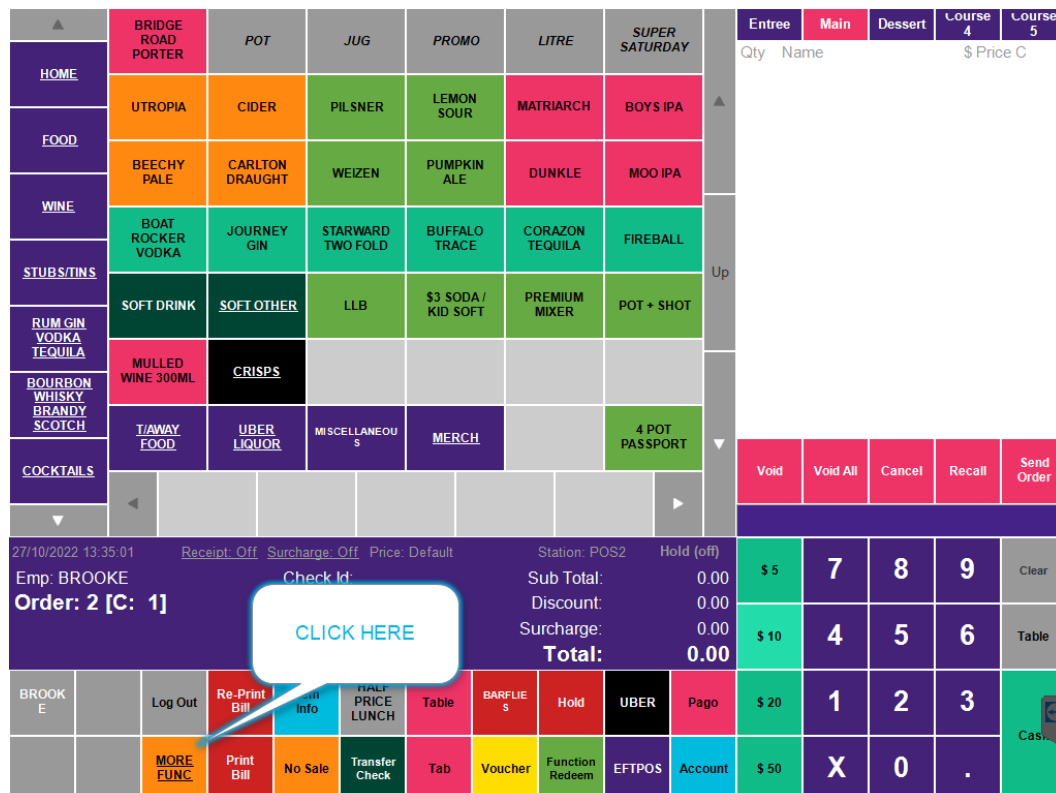 BRIDGE
ROAD
PORTER
POT
JUG
PROMO
LITRE
SUPER
SATURDAY
Entree
Main
Dessert
Course
4
Course
5
Qty Name $ Price C
HOME
UTROPIA
CIDER
PILSNER
LEMON
SOUR
MATRIARCH
BOYS IPA
FOOD
BEECHY
PALE
CARLTON
DRAUGHT
WEIZEN
PUMPKIN
ALE
DUNKLE
MOO IPA
WINE
BOAT
ROCKER
VODKA
JOURNEY
GIN
STARWARD
TWO FOLD
BUFFALO
TRACE
CORAZON
TEQUILA
FIREBALL
Up
STUBS/TINS
SOFT DRINK
SOFT OTHER
LLB
$3 SODA /
KID SOFT
PREMIUM
MIXER
POT + SHOT
RUM GIN
VODKA
TEQUILA
MULLED
WINE 300ML
CRISPS
BOURBON
WHISKY
BRANDY
SCOTCH
T/AWAY
FOOD
UBER
LIQUOR
MISCELLANEOU
S
MERCH
4 POT
PASSPORT
COCKTAILS
Void
Void All
Cancel
Recall
Send
Order
27/10/2022 13:35:01 Receipt: Off Surcharge: Off Price: Default Station: POS2 Hold (off)
Emp: BROOKE Check Id: Sub Total: 0.00
Order: 2 [C: 1] Discount: 0.00
Surcharge: 0.00
Total: 0.00
CLICK HERE
$ 5
7
8
9
Clear
$ 10
4
5
6
Table
BROOK
E
Log Out
Re-Print
Bill
Info
HALF
PRICE
LUNCH
Table
BARFLIE
S
Hold
UBER
Pago
$ 20
1
2
3
MORE
FUNC
Print
Bill
No Sale
Transfer
Check
Tab
Voucher
Function
Redeem
EFTPOS
Account
$ 50
X
0
.